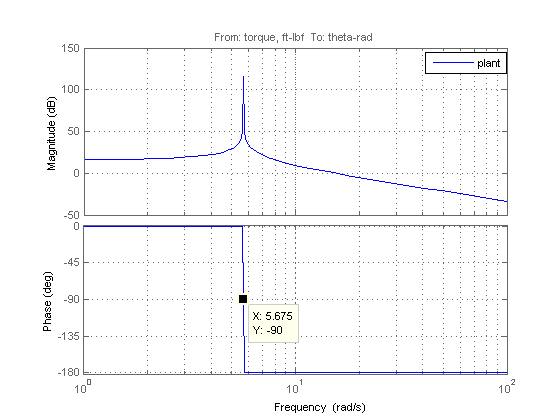 From: torque, ft-lbf To: theta-rad
150
100
50
0
-50
Magnitude (dB)
plant
0
-45
-90
-135
-180
Phase (deg)
X: 5.675
Y: -90
10^0
10^1
10^2
Frequency (rad/s)